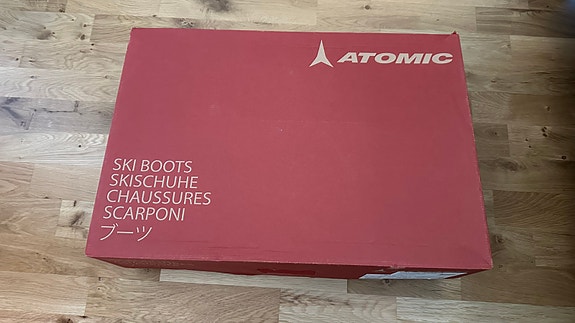 ATOMIC
SKI BOOTS
SKISCHUHE
CHAUSSURES
SCARPONI
ブーツ